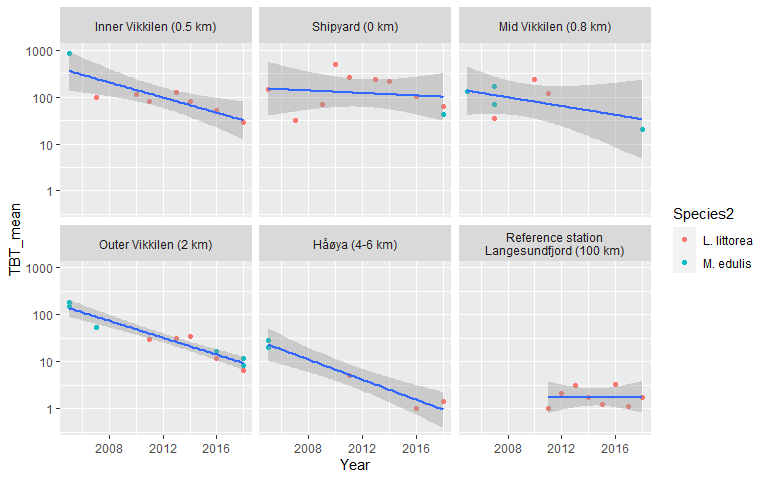 Inner Vikkilen (0.5 km)
Shipyard (0 km)
Mid Vikkilen (0.8 km)
1000
100
10
1
Outer Vikkilen (2 km)
Håøya (4-6 km)
Reference station
Langesundfjord (100 km)
1000
100
10
1
2008
2012
2016
2008
2012
2016
2008
2012
2016
Year
TBT_mean
Species2
L. littorea
M. edulis